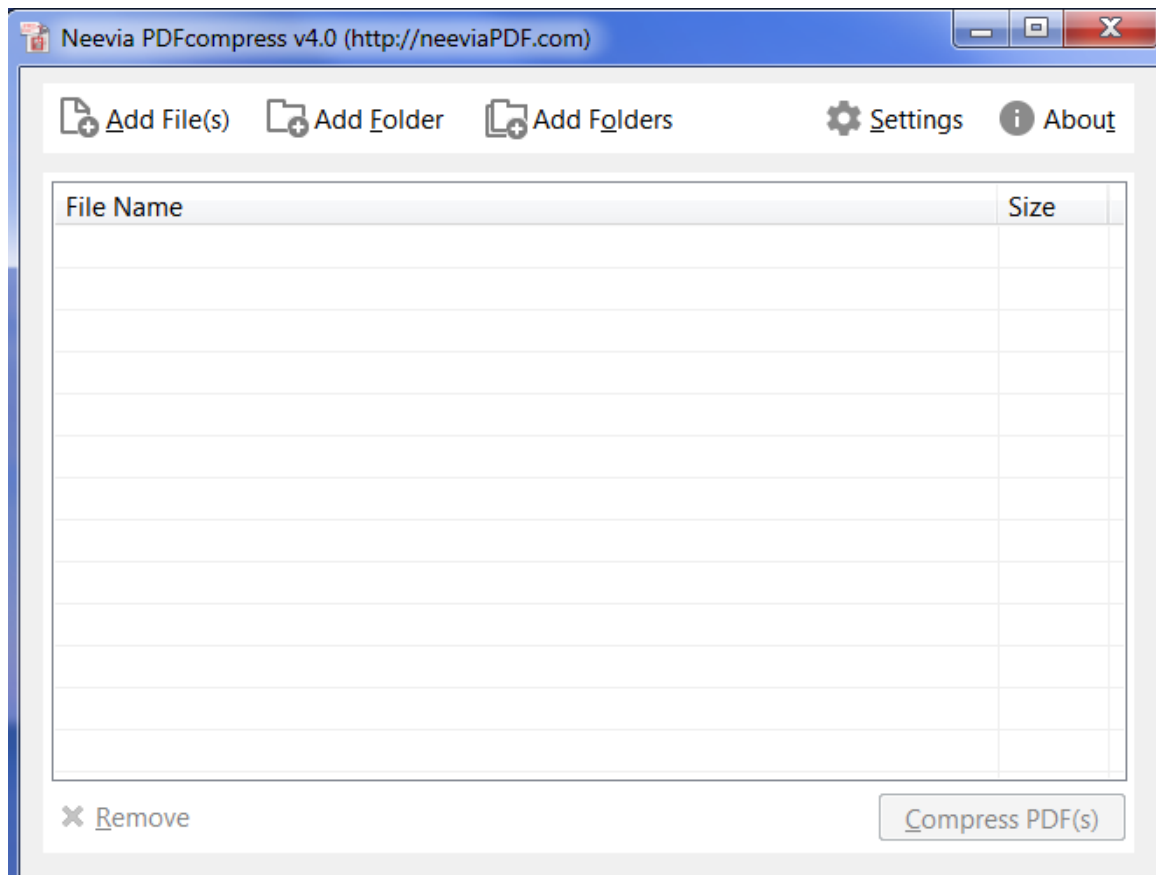 Neevia PDFcompress v4.0 (http://neeviaPDF.com)
Add File(s) Add Folder Add Folders Settings About
File Name Size
Remove Compress PDF(s)